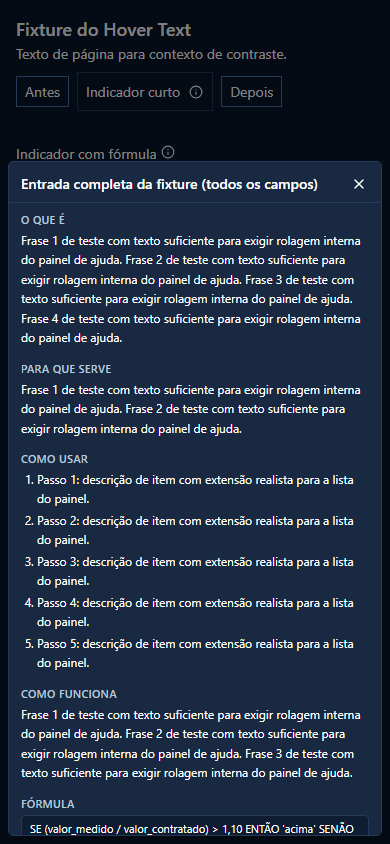 Fixture do Hover Text
Texto de página para contexto de contraste.
Antes
Indicador curto
Depois
Indicador com fórmula
Entrada completa da fixture (todos os campos)
O QUE É
Frase 1 de teste com texto suficiente para exigir rolagem interna
do painel de ajuda. Frase 2 de teste com texto suficiente para
exigir rolagem interna do painel de ajuda. Frase 3 de teste com
texto suficiente para exigir rolagem interna do painel de ajuda.
Frase 4 de teste com texto suficiente para exigir rolagem interna
do painel de ajuda.
PARA QUE SERVE
Frase 1 de teste com texto suficiente para exigir rolagem interna
do painel de ajuda. Frase 2 de teste com texto suficiente para
exigir rolagem interna do painel de ajuda.
COMO USAR
1. Passo 1: descrição de item com extensão realista para a lista
do painel.
2. Passo 2: descrição de item com extensão realista para a lista
do painel.
3. Passo 3: descrição de item com extensão realista para a lista
do painel.
4. Passo 4: descrição de item com extensão realista para a lista
do painel.
5. Passo 5: descrição de item com extensão realista para a lista
do painel.
COMO FUNCIONA
Frase 1 de teste com texto suficiente para exigir rolagem interna
do painel de ajuda. Frase 2 de teste com texto suficiente para
exigir rolagem interna do painel de ajuda. Frase 3 de teste com
texto suficiente para exigir rolagem interna do painel de ajuda.
FÓRMULA
SE (valor_medido / valor_contratado) > 1,10 ENTÃO 'acima' SENÃO